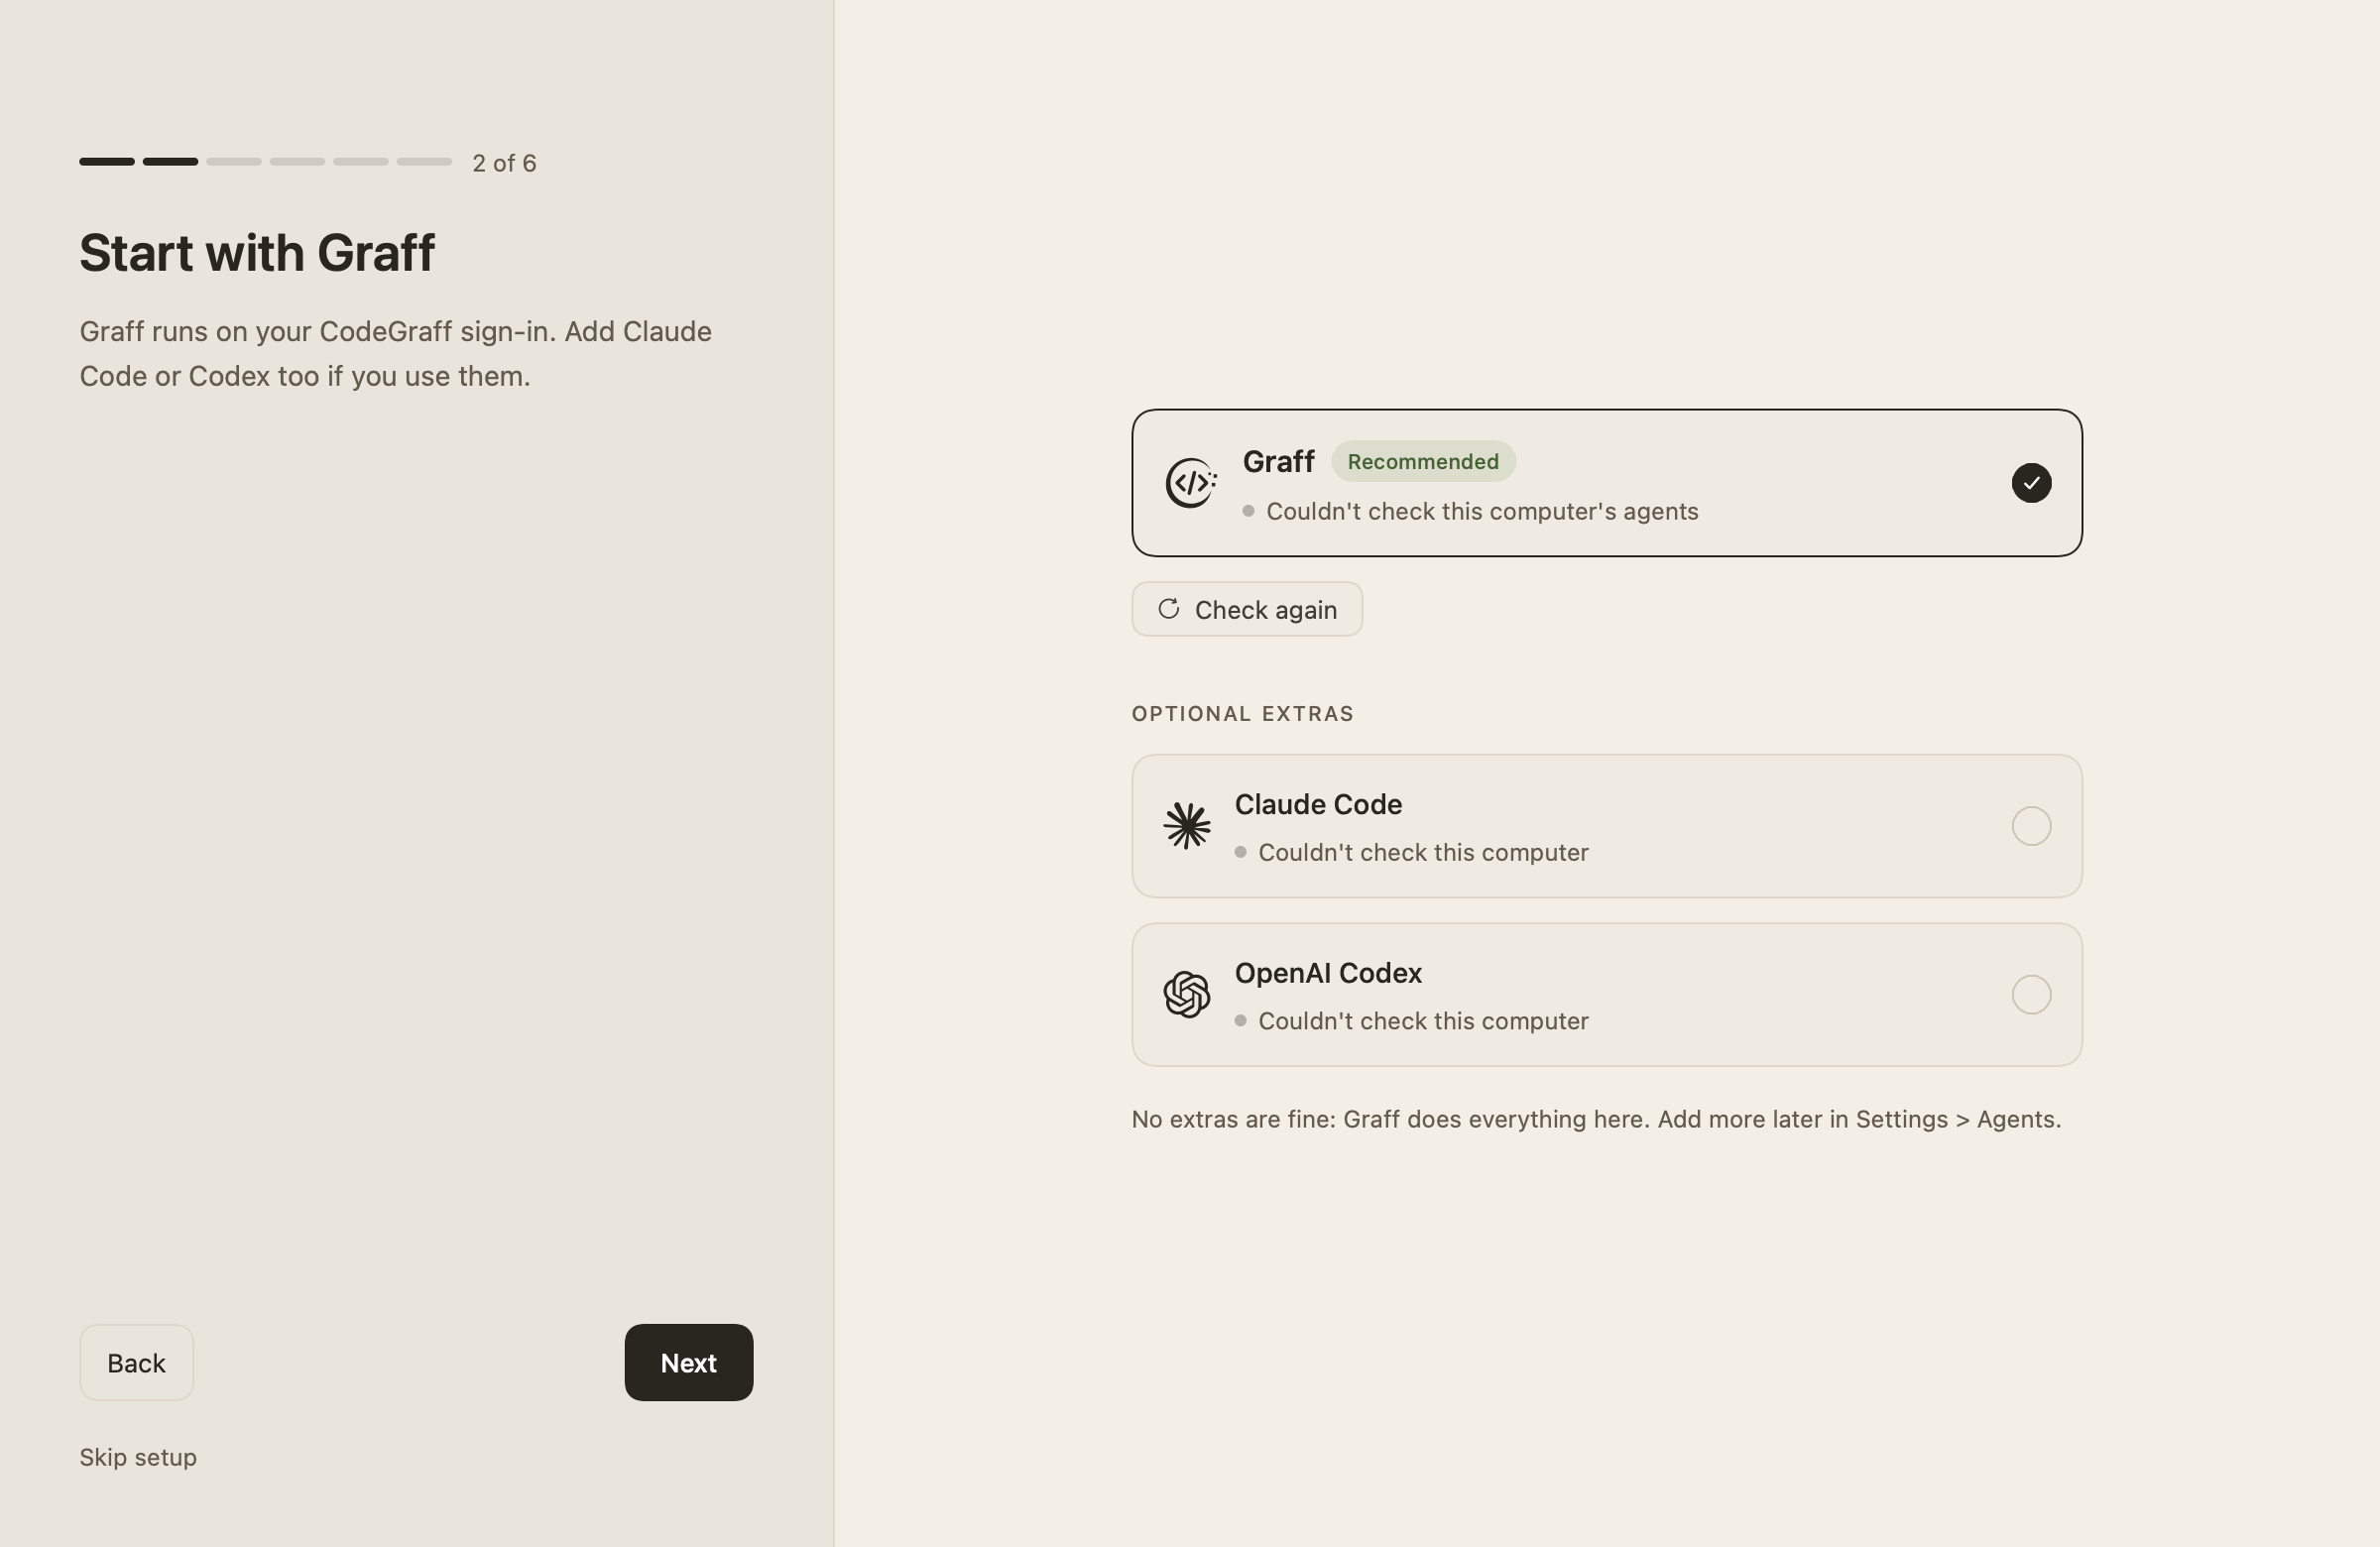 2 of 6
Start with Graff
Graff runs on your CodeGraff sign-in. Add Claude
Code or Codex too if you use them.
Back
Next
Skip setup
Graff
Recommended
Couldn't check this computer's agents
Check again
OPTIONAL EXTRAS
Claude Code
Couldn't check this computer
OpenAI Codex
Couldn't check this computer
No extras are fine: Graff does everything here. Add more later in Settings > Agents.